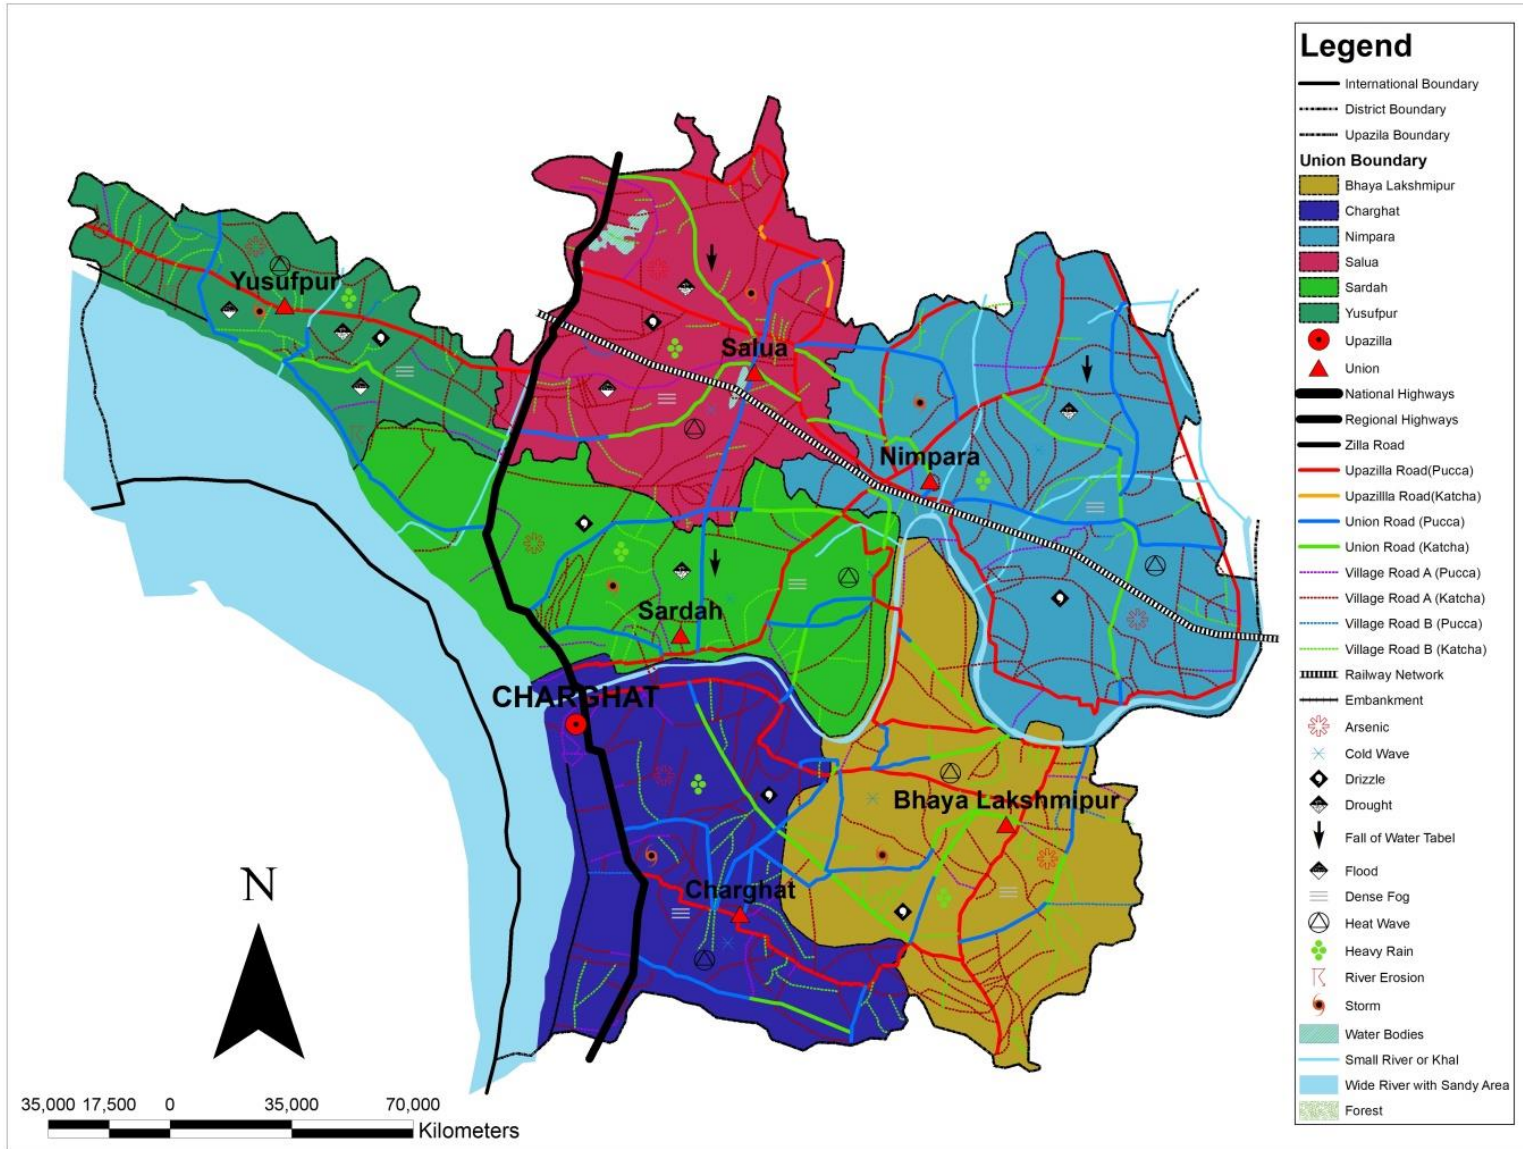 Yusufpur
Salua
Nimpara
Sardah
CHARGHAT
Bhaya Lakshmipur
Charghat
N
35,000 17,500 0 35,000 70,000
Kilometers
Legend
International Boundary
District Boundary
Upazila Boundary
Union Boundary
Bhaya Lakshmipur
Charghat
Nimpara
Salua
Sardah
Yusufpur
Upazilla
Union
National Highways
Regional Highways
Zilla Road
Upazilla Road(Pucca)
Upazillla Road(Katcha)
Union Road (Pucca)
Union Road (Katcha)
Village Road A (Pucca)
Village Road A (Katcha)
Village Road B (Pucca)
Village Road B (Katcha)
Railway Network
Embankment
Arsenic
Cold Wave
Drizzle
Drought
Fall of Water Tabel
Flood
Dense Fog
Heat Wave
Heavy Rain
River Erosion
Storm
Water Bodies
Small River or Khal
Wide River with Sandy Area
Forest